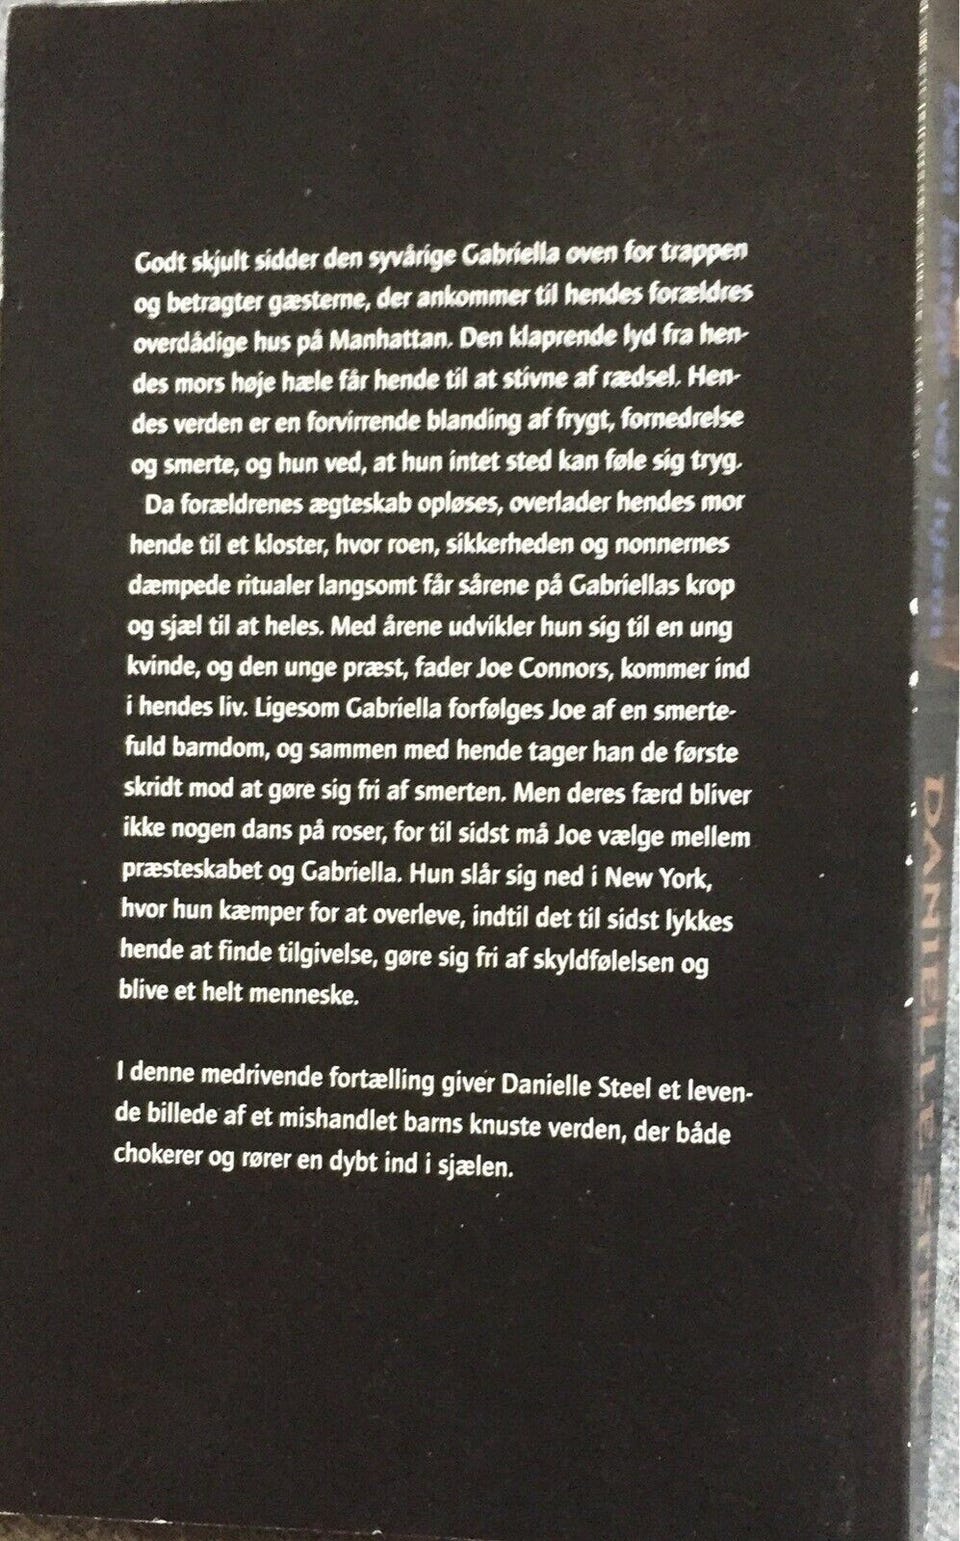 Godt skjult sidder den syvårige Gabriella oven for trappen
og betragter gæsterne, der ankommer til hendes forældres
overdådige hus på Manhattan. Den klaprende lyd fra hen-
des mors høje hæle får hende til at stivne af rædsel. Hen-
des verden er en forvirrende blanding af frygt, fornedrelse
og smerte, og hun ved, at hun intet sted kan føle sig tryg.
Da forældrenes ægteskab opløses, overlader hendes mor
hende til et kloster, hvor roen, sikkerheden og nonnernes
dæmpede ritualer langsomt får sårene på Gabriellas krop
og sjæl til at heles. Med årene udvikler hun sig til en ung
kvinde, og den unge præst, fader Joe Connors, kommer ind
i hendes liv. Ligesom Gabriella forfølges Joe af en smerte-
fuld barndom, og sammen med hende tager han de første
skridt mod at gøre sig fri af smerten. Men deres færd bliver
ikke nogen dans på roser, for til sidst må Joe vælge mellem
præsteskabet og Gabriella. Hun slår sig ned i New York,
hvor hun kæmper for at overleve, indtil det til sidst lykkes
hende at finde tilgivelse, gøre sig fri af skyldfølelsen og
blive et helt menneske.
I denne medrivende fortælling giver Danielle Steel et leven-
de billede af et mishandlet barns knuste verden, der både
chokerer og rører en dybt ind i sjælen.
Den lange vej hjem
DANIELLE STEEL